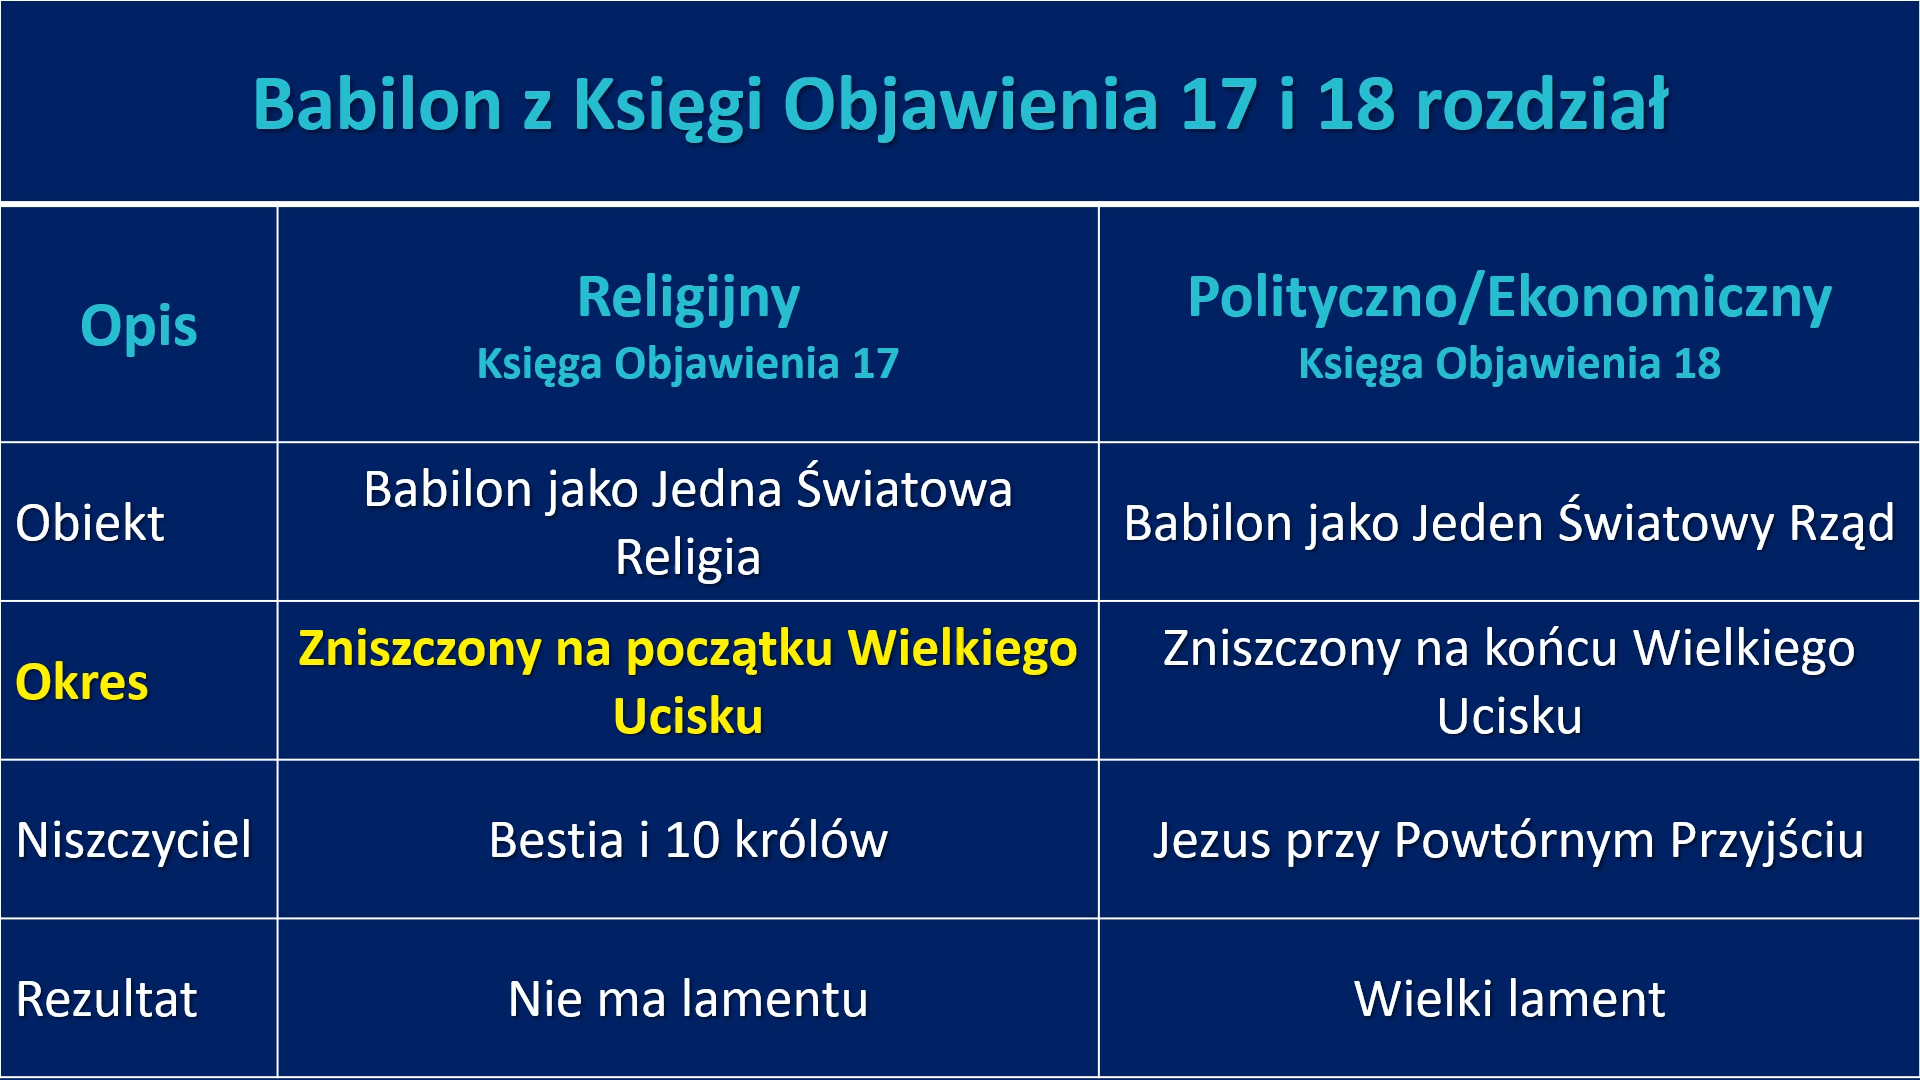 Babilon z Księgi Objawienia 17 i 18 rozdział
Opis
Religijny
Księga Objawienia 17
Polityczno/Ekonomiczny
Księga Objawienia 18
Obiekt
Babilon jako Jedna Światowa
Religia
Babilon jako Jeden Światowy Rząd
Okres
Zniszczony na początku Wielkiego
Ucisku
Zniszczony na końcu Wielkiego
Ucisku
Niszczyciel
Bestia i 10 królów
Jezus przy Powtórnym Przyjściu
Rezultat
Nie ma lamentu
Wielki lament